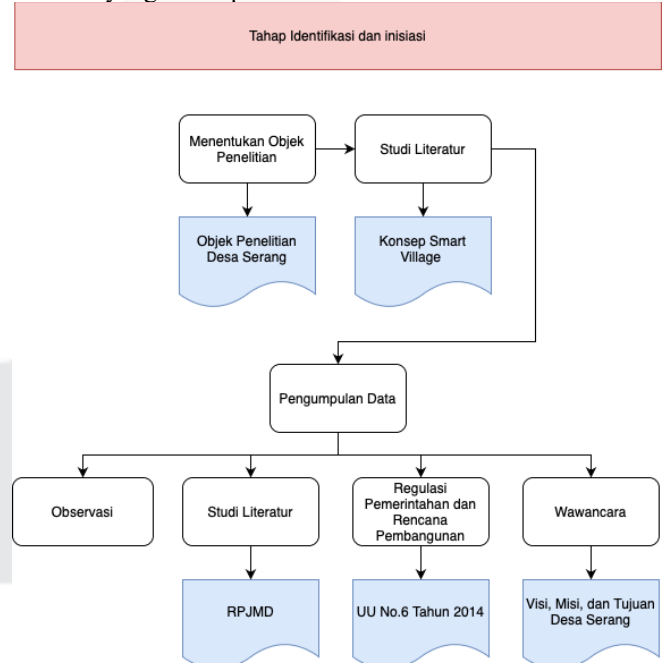 Tahap Identifikasi dan inisiasi
Menentukan Objek
Penelitian
Studi Literatur
Objek Penelitian
Desa Serang
Konsep Smart
Village
Pengumpulan Data
Observasi
Studi Literatur
Regulasi
Pemerintahan dan
Rencana
Pembangunan
Wawancara
RPJMD
UU No.6 Tahun 2014
Visi, Misi, dan Tujuan
Desa Serang